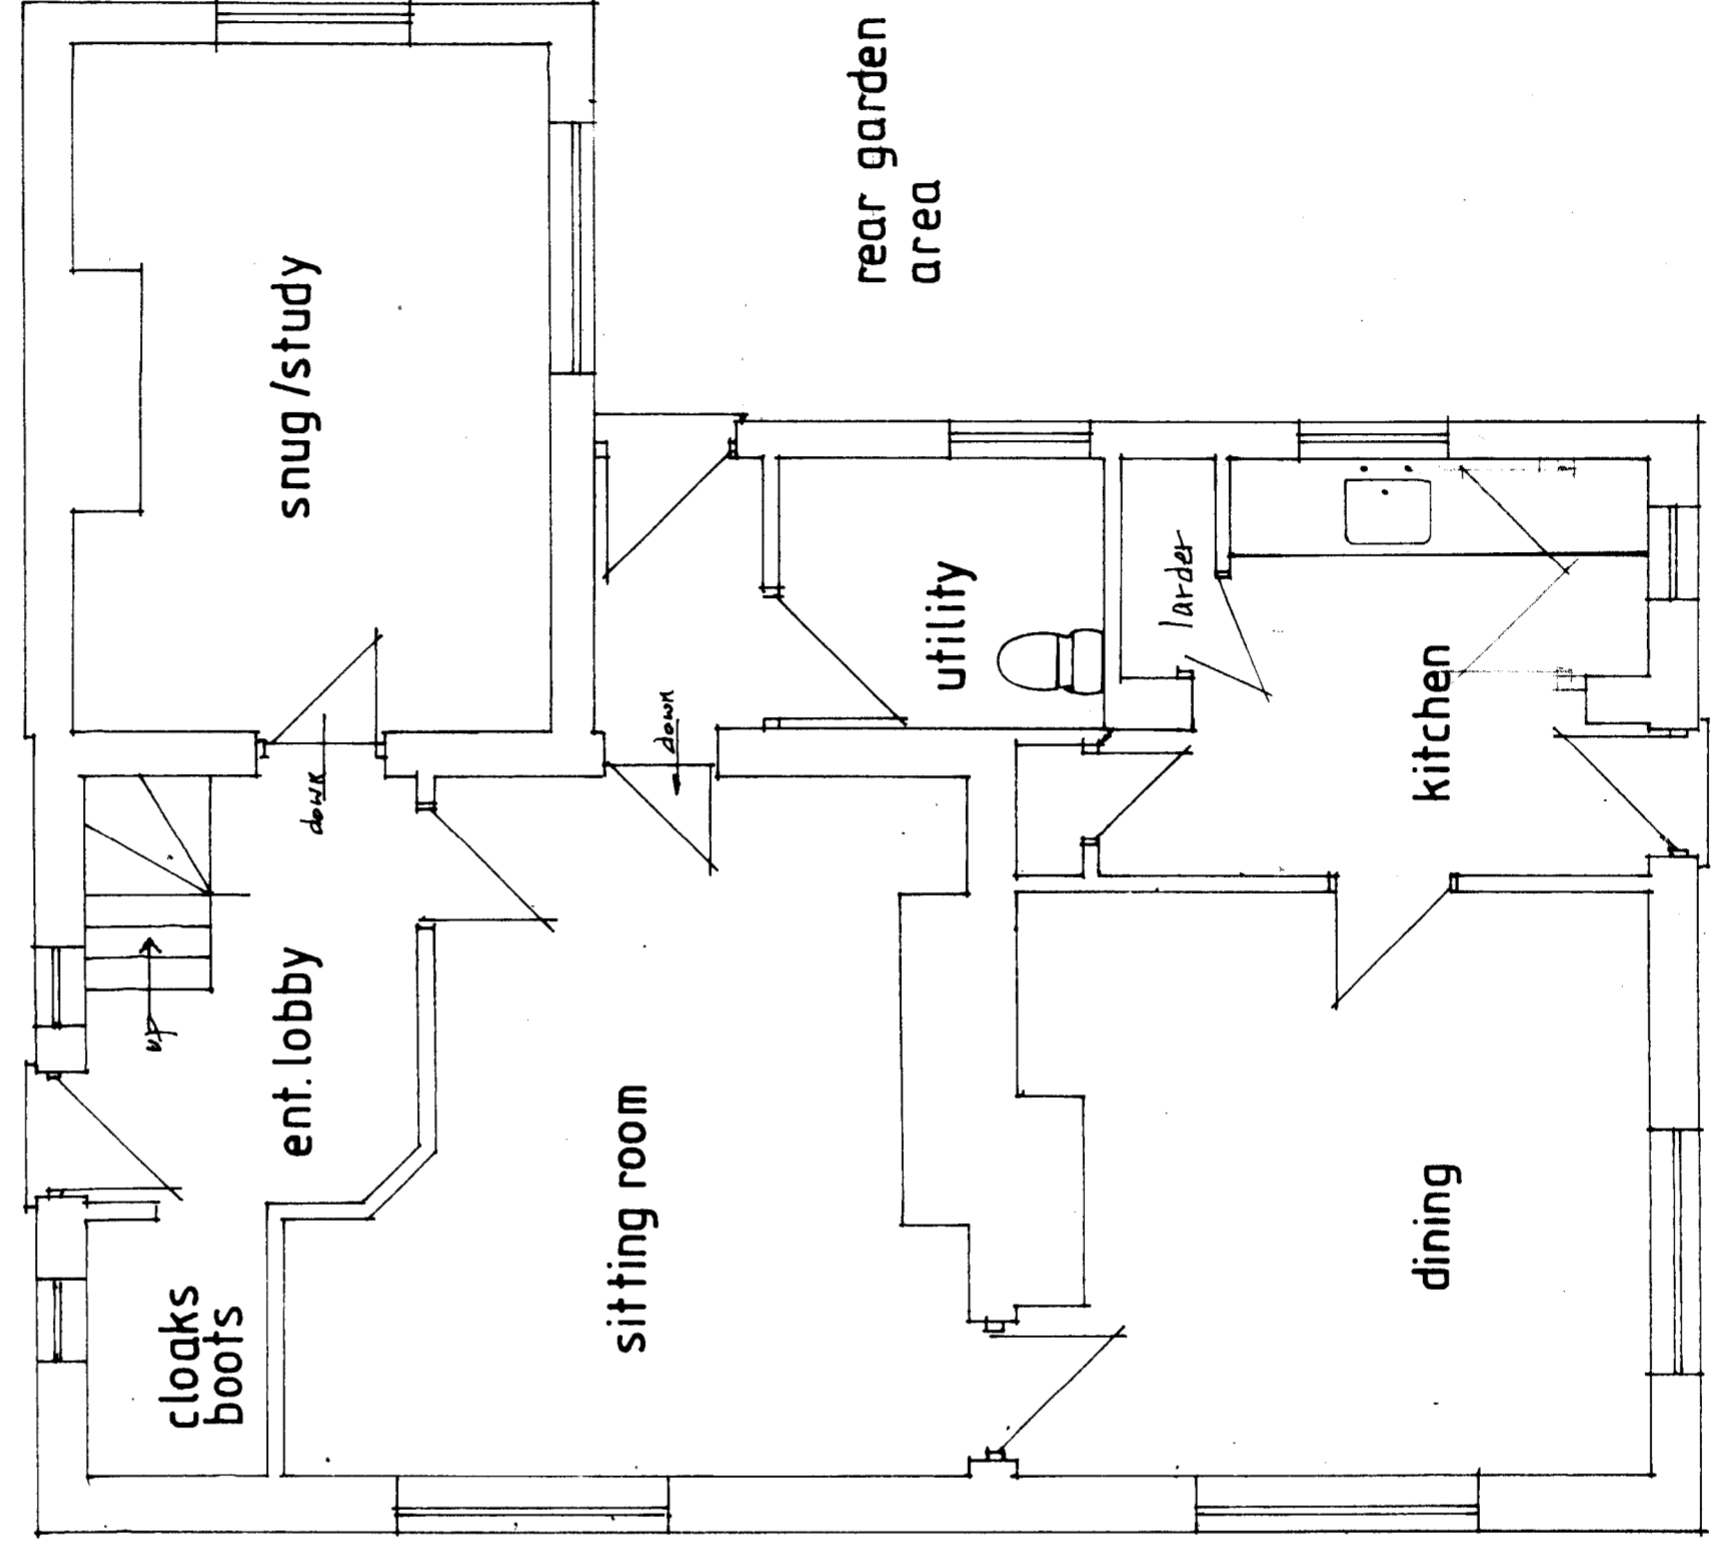 rear garden
area
snug/study
utility
larder
down
down
kitchen
up
ent. lobby
sitting room
dining
cloaks
boots